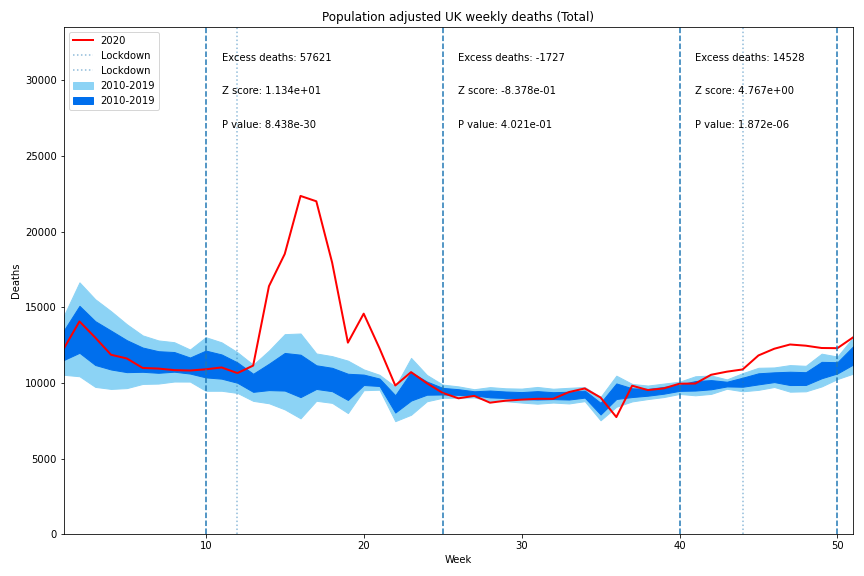 Population adjusted UK weekly deaths (Total)
2020
Lockdown
Lockdown
2010-2019
2010-2019
Excess deaths: 57621
Z score: 1.134e+01
P value: 8.438e-30
Excess deaths: -1727
Z score: -8.378e-01
P value: 4.021e-01
Excess deaths: 14528
Z score: 4.767e+00
P value: 1.872e-06
Deaths
30000
25000
20000
15000
10000
5000
0
10
20
30
40
50
Week